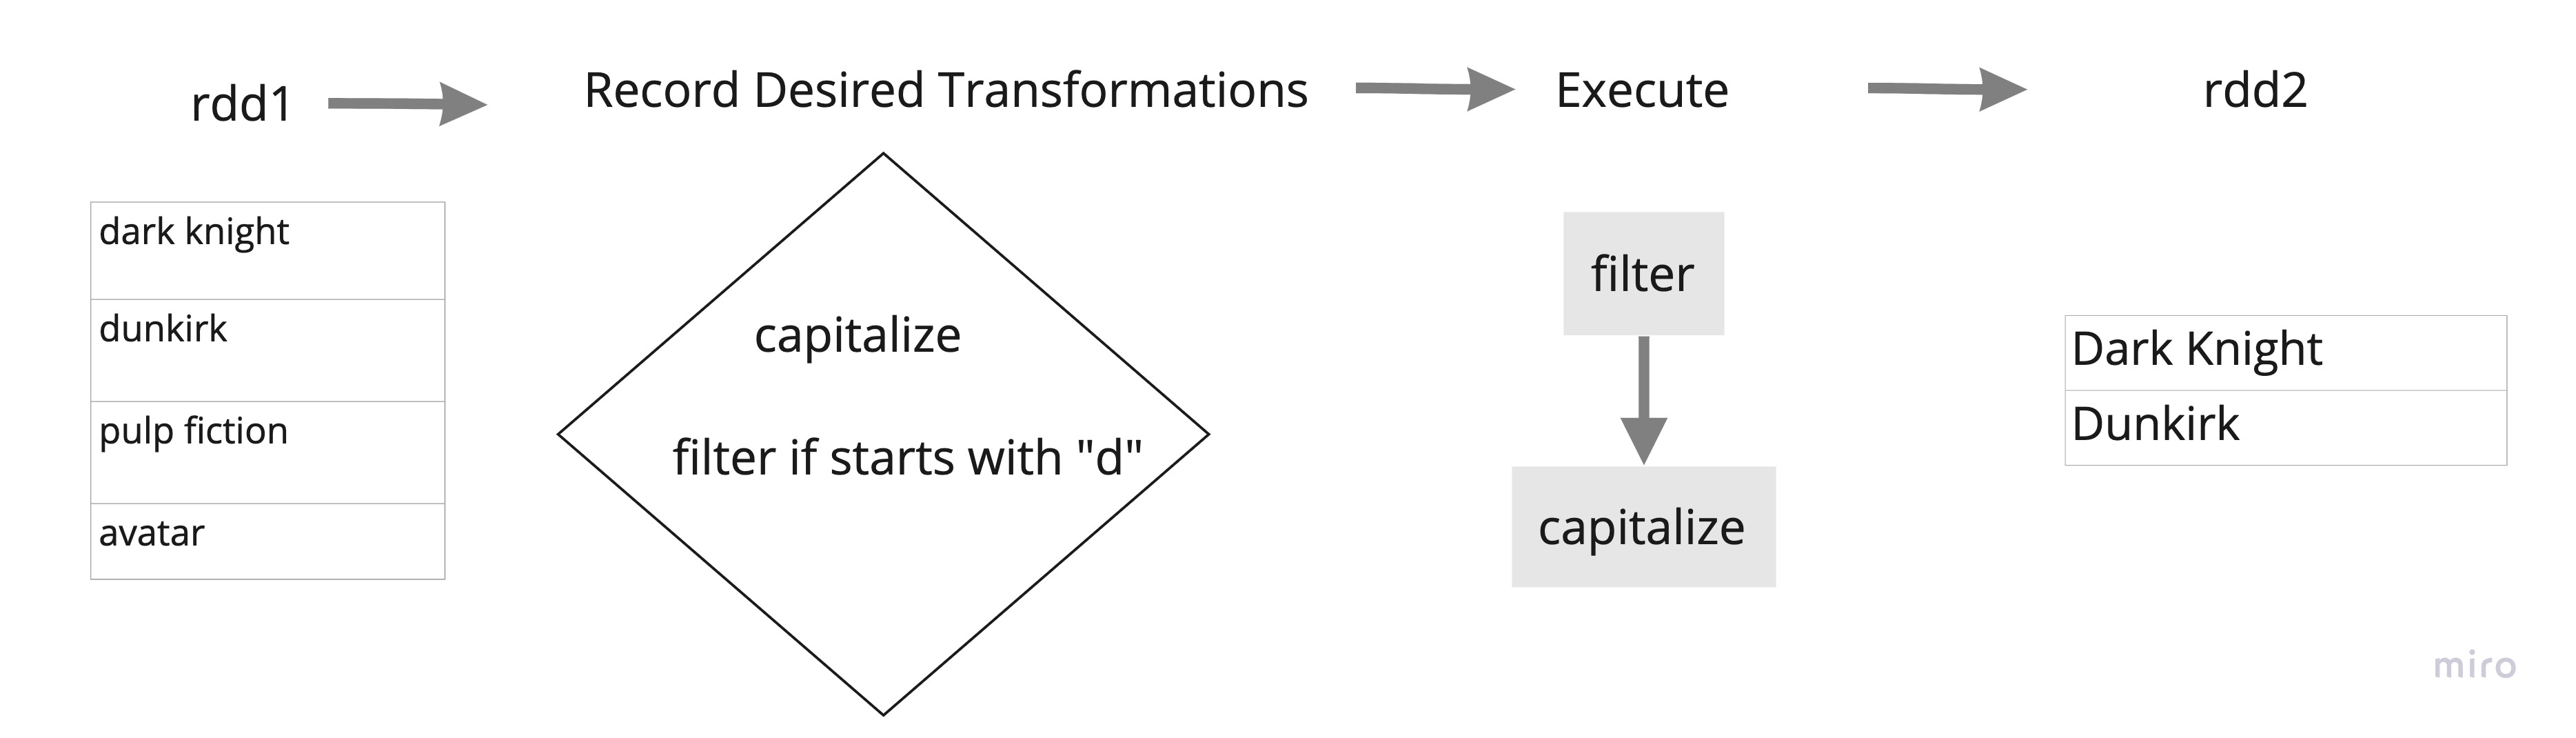 rdd1
Record Desired Transformations
Execute
rdd2
dark knight
dunkirk
pulp fiction
avatar
capitalize
filter if starts with "d"
filter
capitalize
Dark Knight
Dunkirk
miro